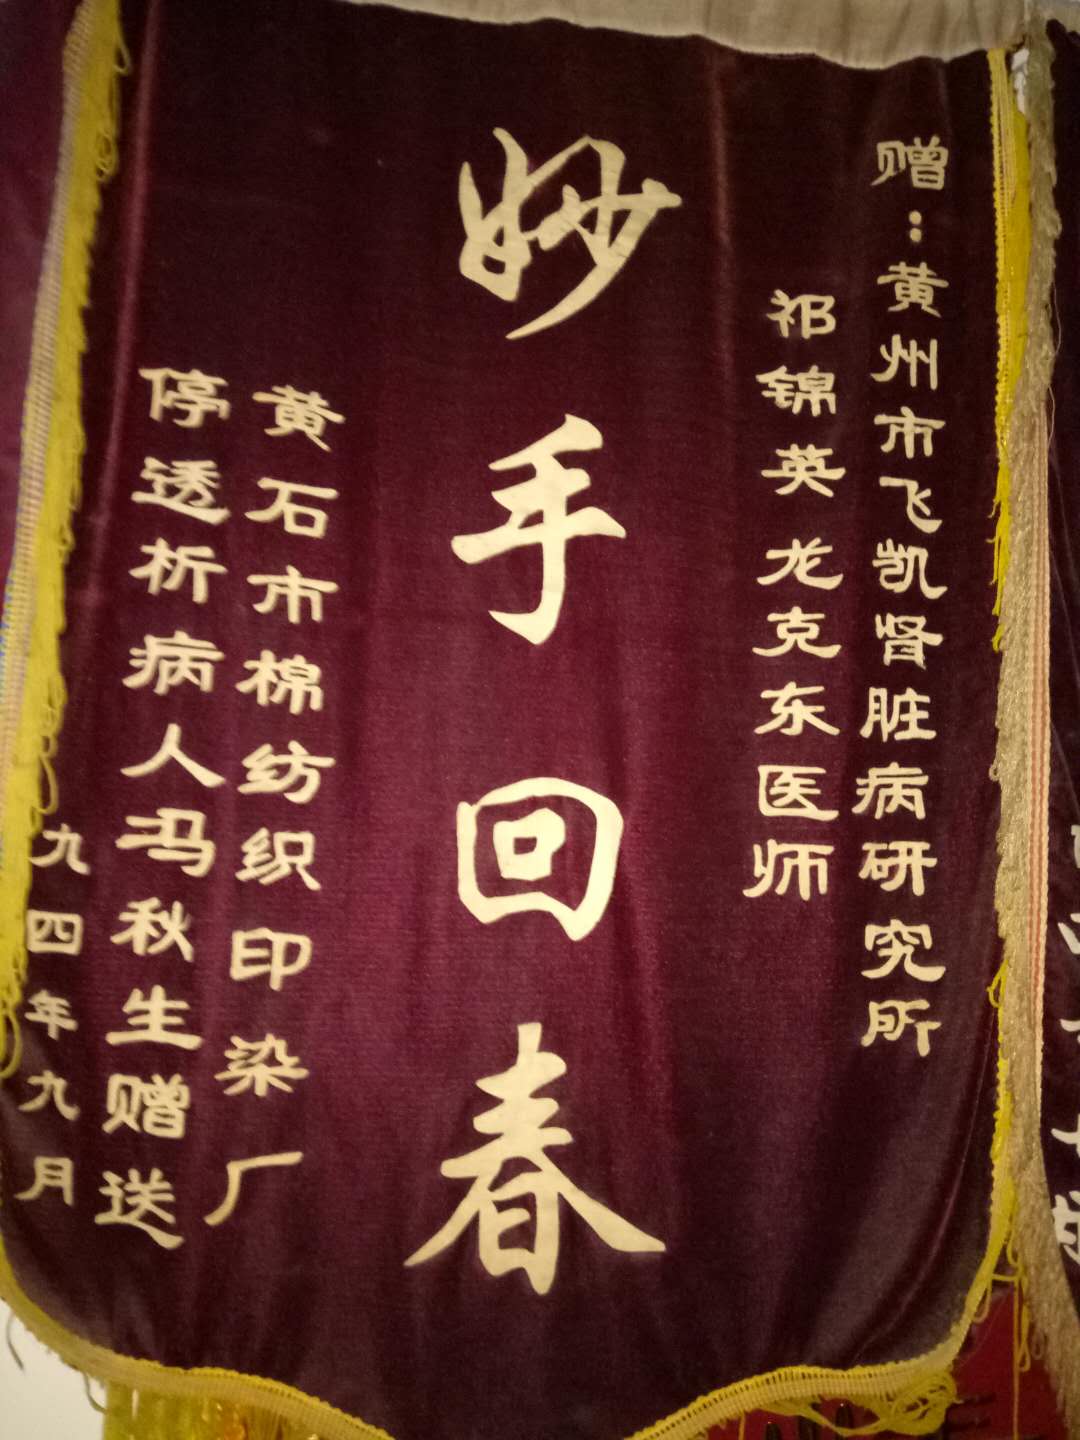 赠：黄州市飞凯肾脏病研究所
祁锦英龙克东医师
妙手回春
黄石市棉纺织印染厂
停透析病人冯秋生赠送
九四年九月